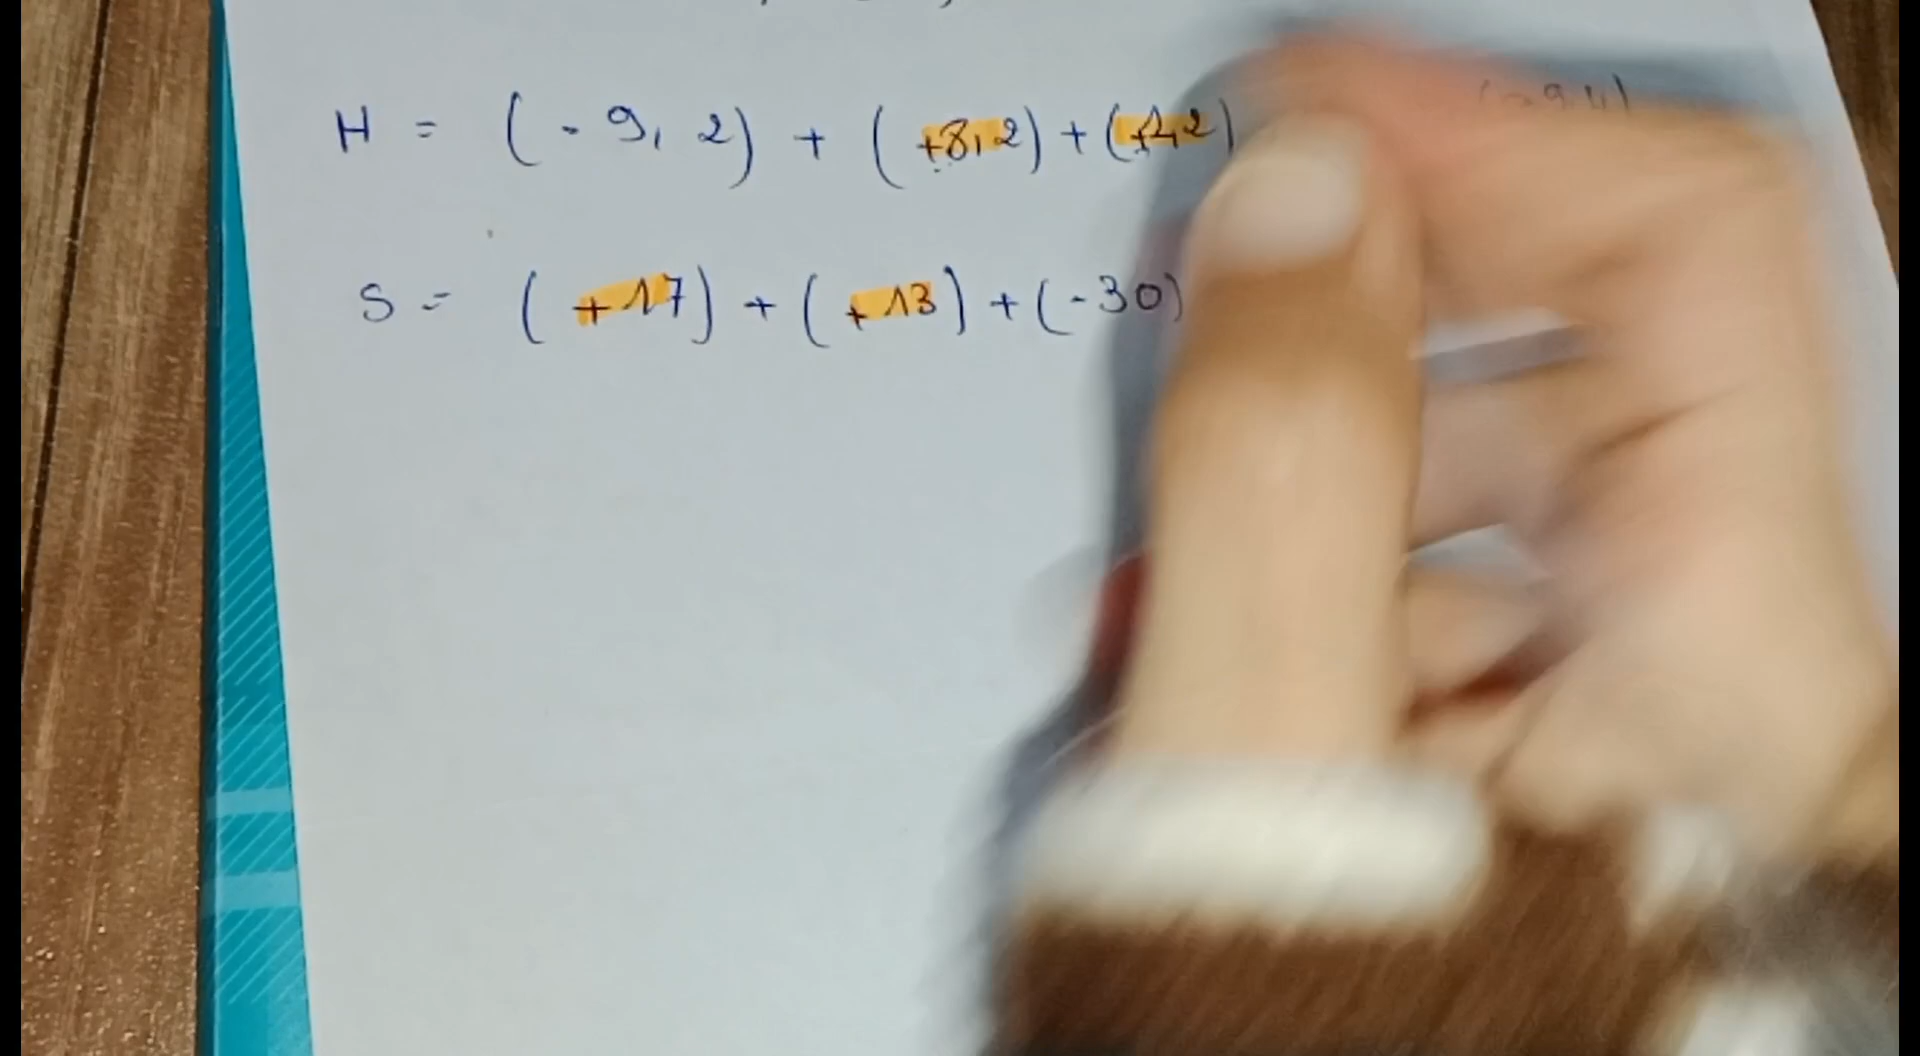 H = (- 9, 2) + (+8,2) + (+1,2)
S = (+17) + (+13) + (-30)